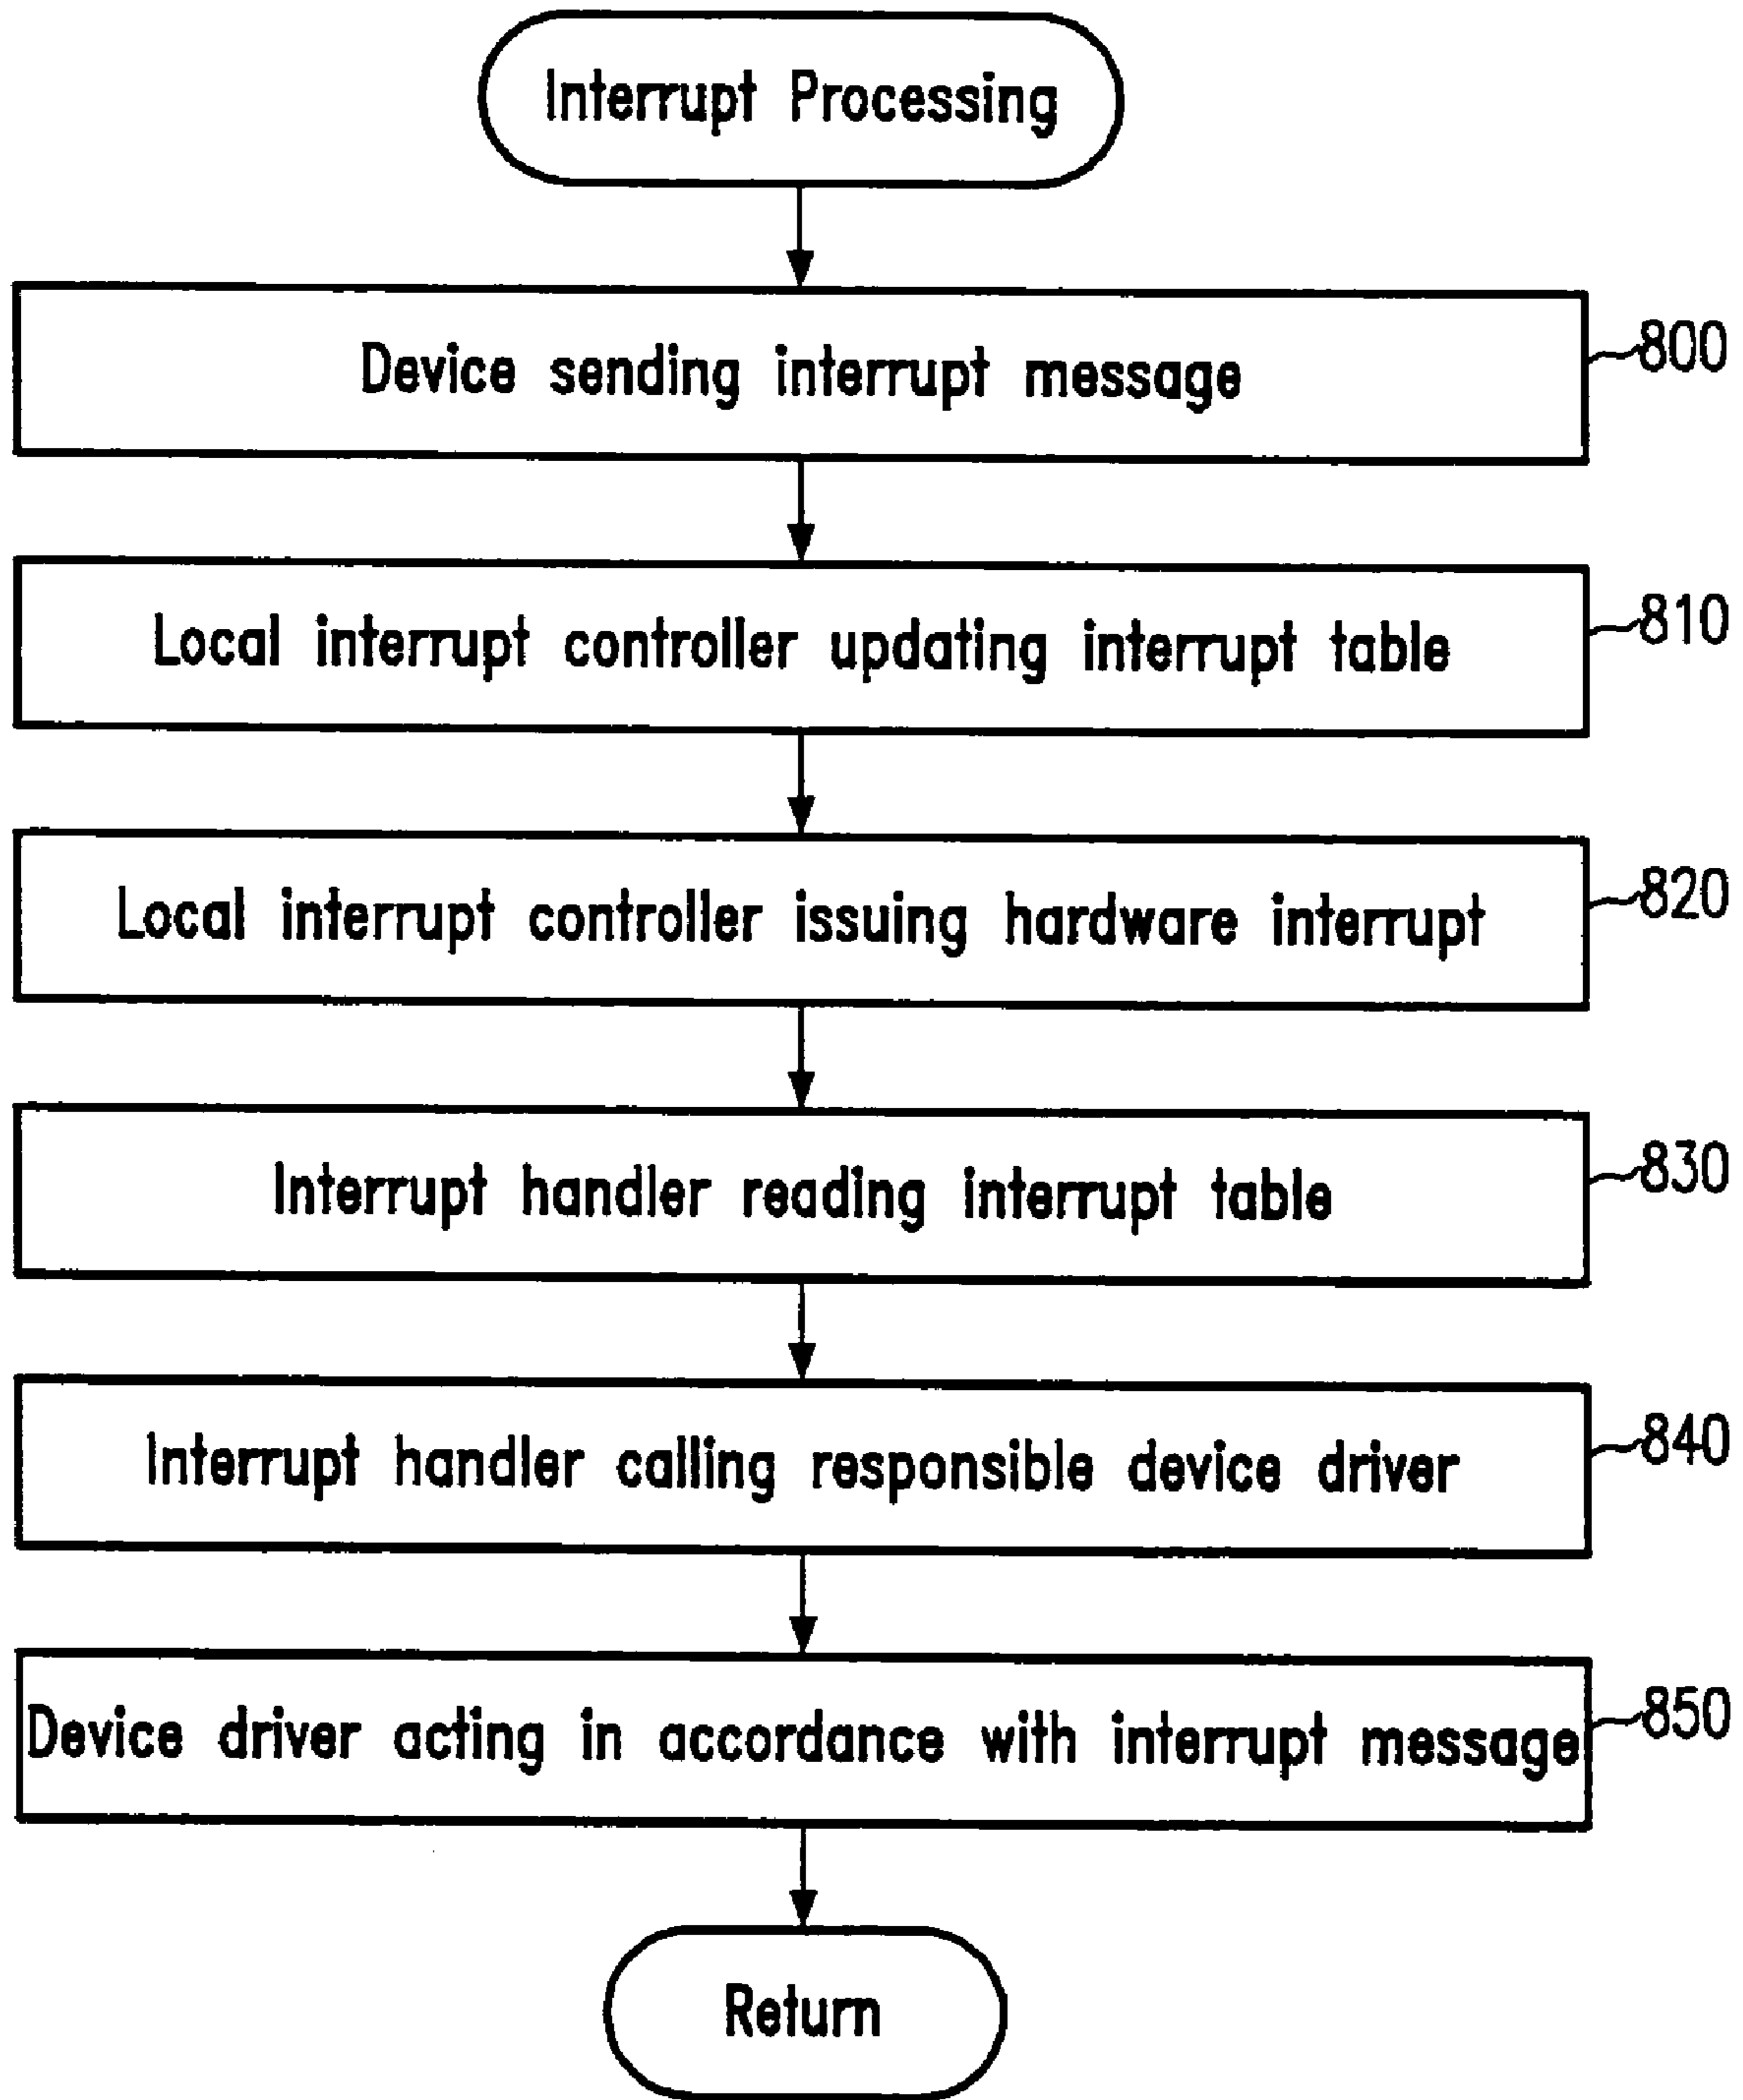 Interrupt Processing
Device sending interrupt message
800
Local interrupt controller updating interrupt table
810
Local interrupt controller issuing hardware interrupt
820
Interrupt handler reading interrupt table
830
Interrupt handler calling responsible device driver
840
Device driver acting in accordance with interrupt message
850
Return